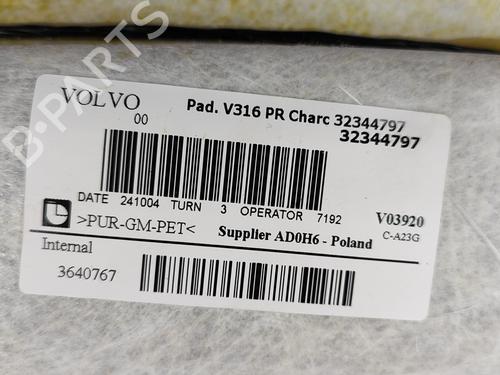 B-PARTS
VOLVO
00
Pad. V316 PR Charc 32344797
32344797
DATE 241004 TURN 3 OPERATOR 7192
V03920
C-A23G
>PUR-GM-PET<
Supplier AD0H6 - Poland
Internal
3640767